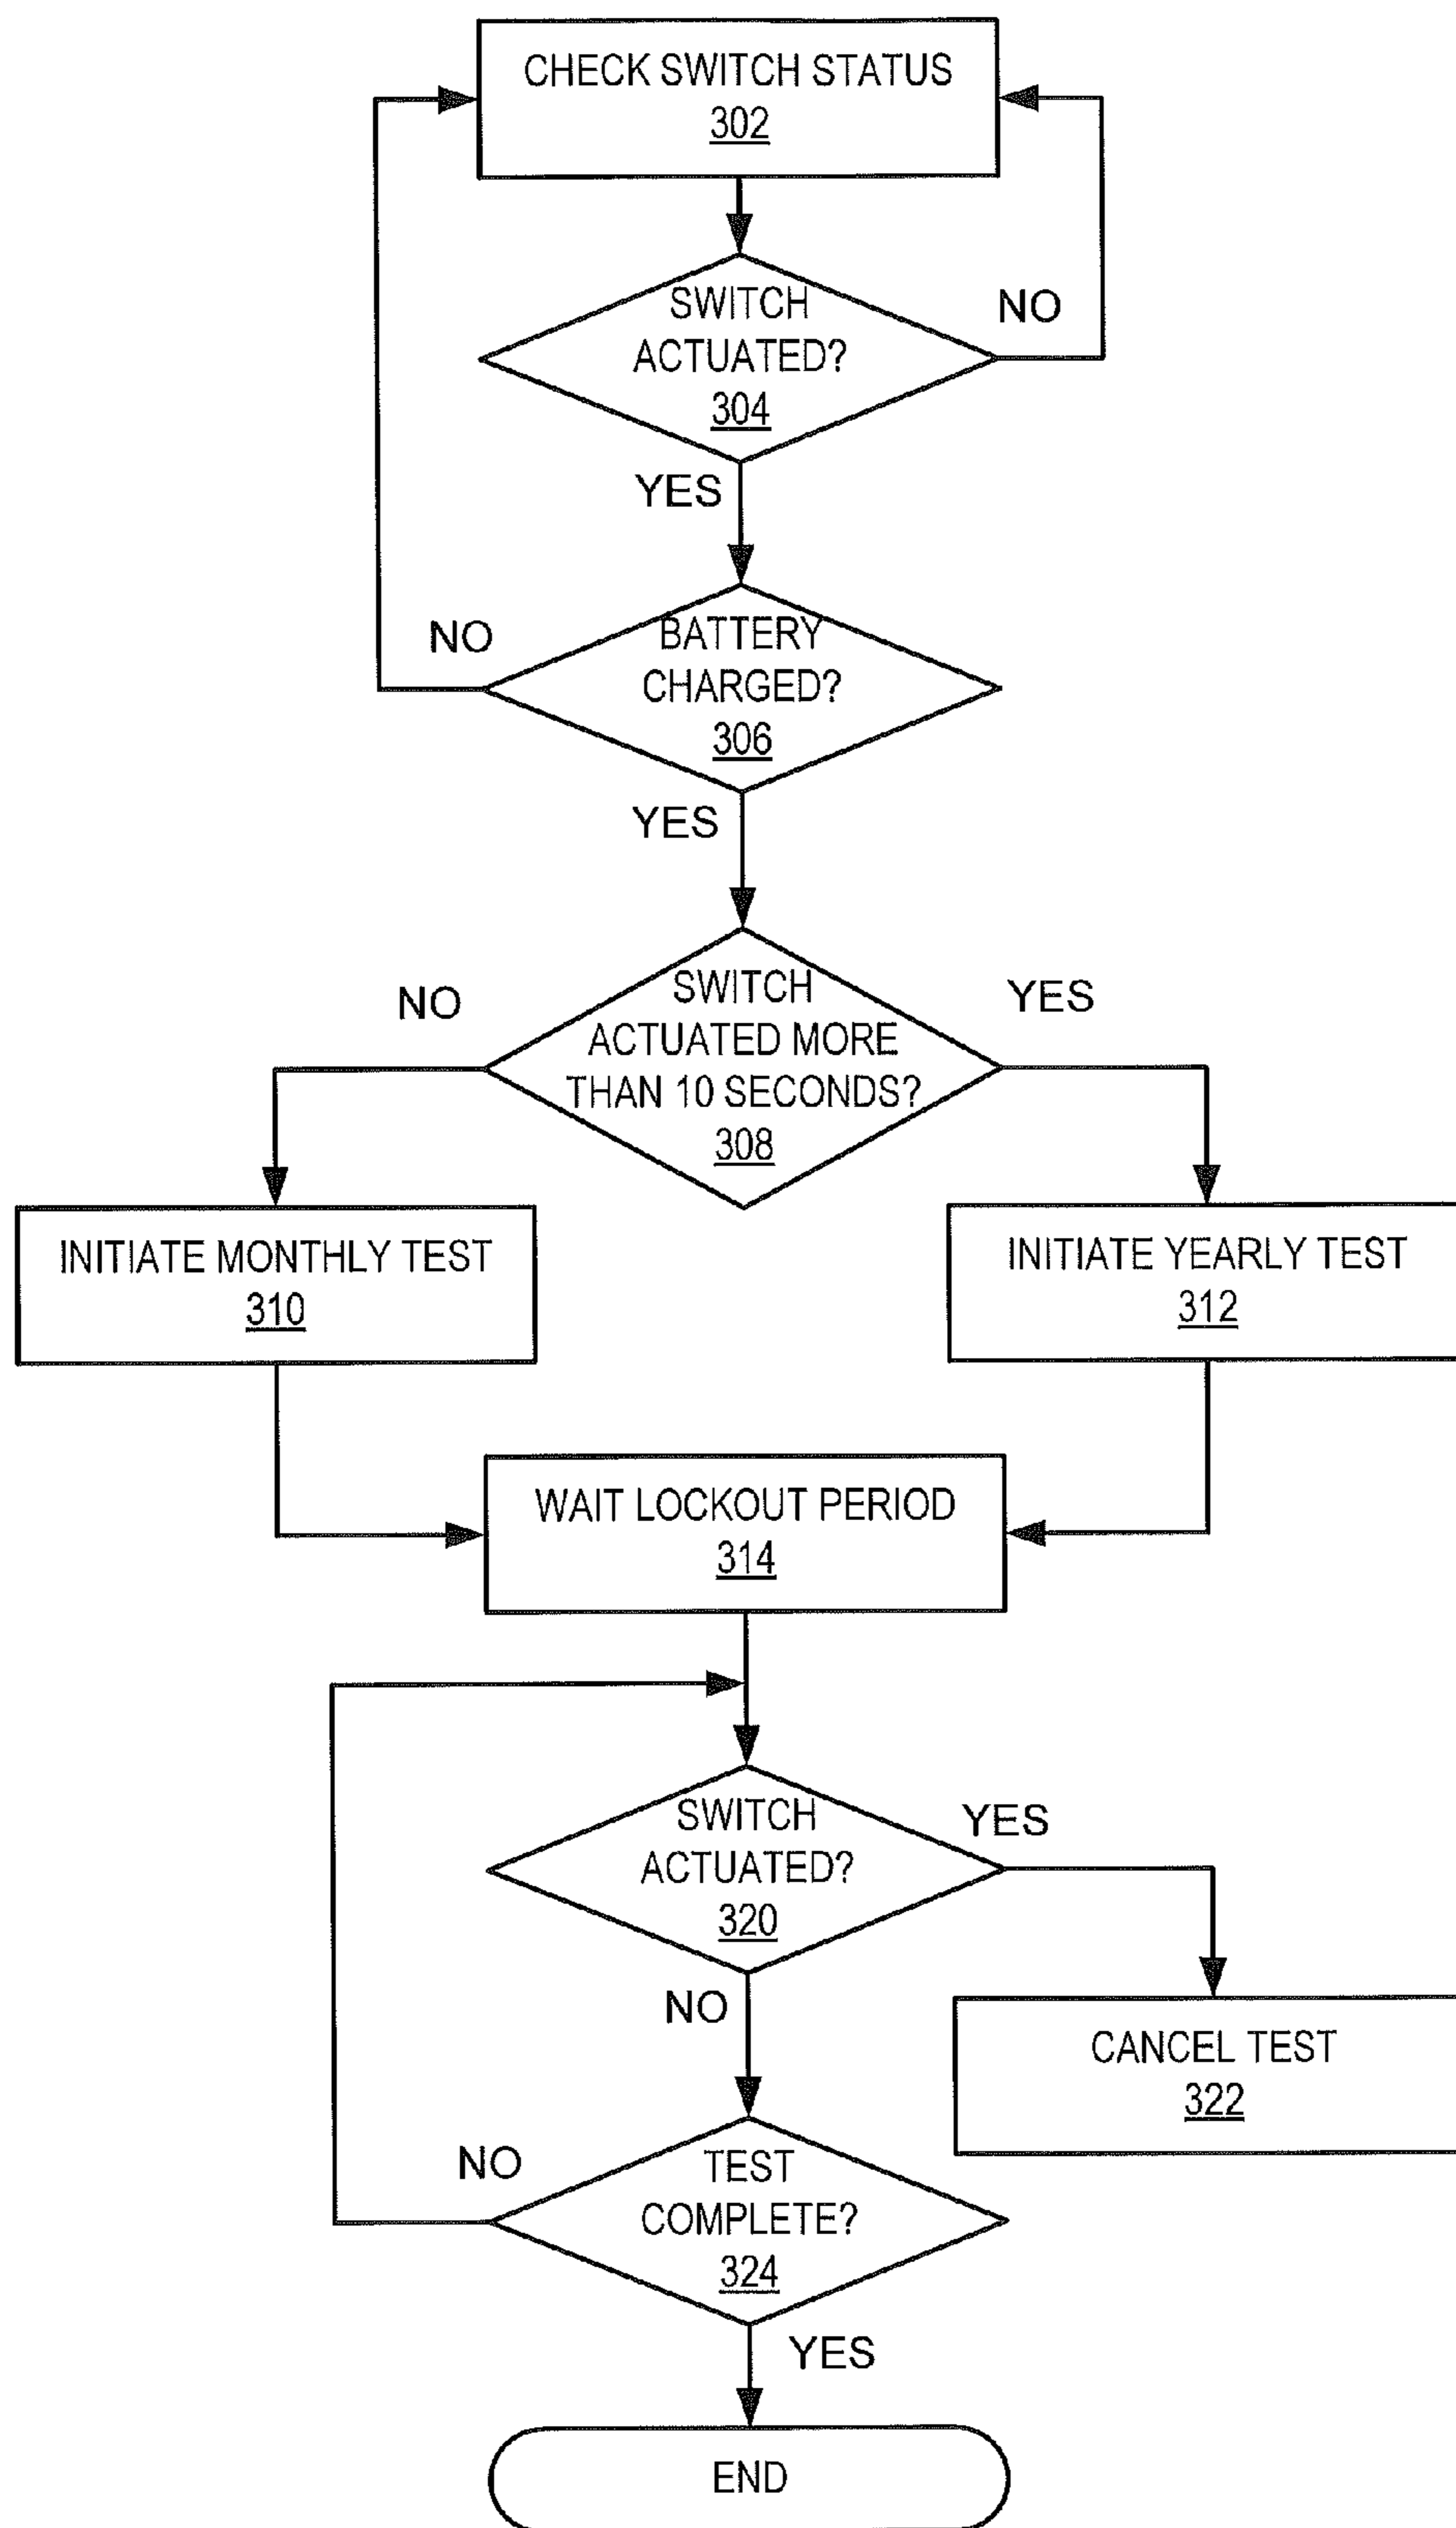 CHECK SWITCH STATUS
302
SWITCH
ACTUATED?
304
NO
YES
BATTERY
CHARGED?
306
NO
YES
SWITCH
ACTUATED MORE
THAN 10 SECONDS?
308
NO
YES
INITIATE MONTHLY TEST
310
INITIATE YEARLY TEST
312
WAIT LOCKOUT PERIOD
314
SWITCH
ACTUATED?
320
YES
NO
CANCEL TEST
322
TEST
COMPLETE?
324
NO
YES
END